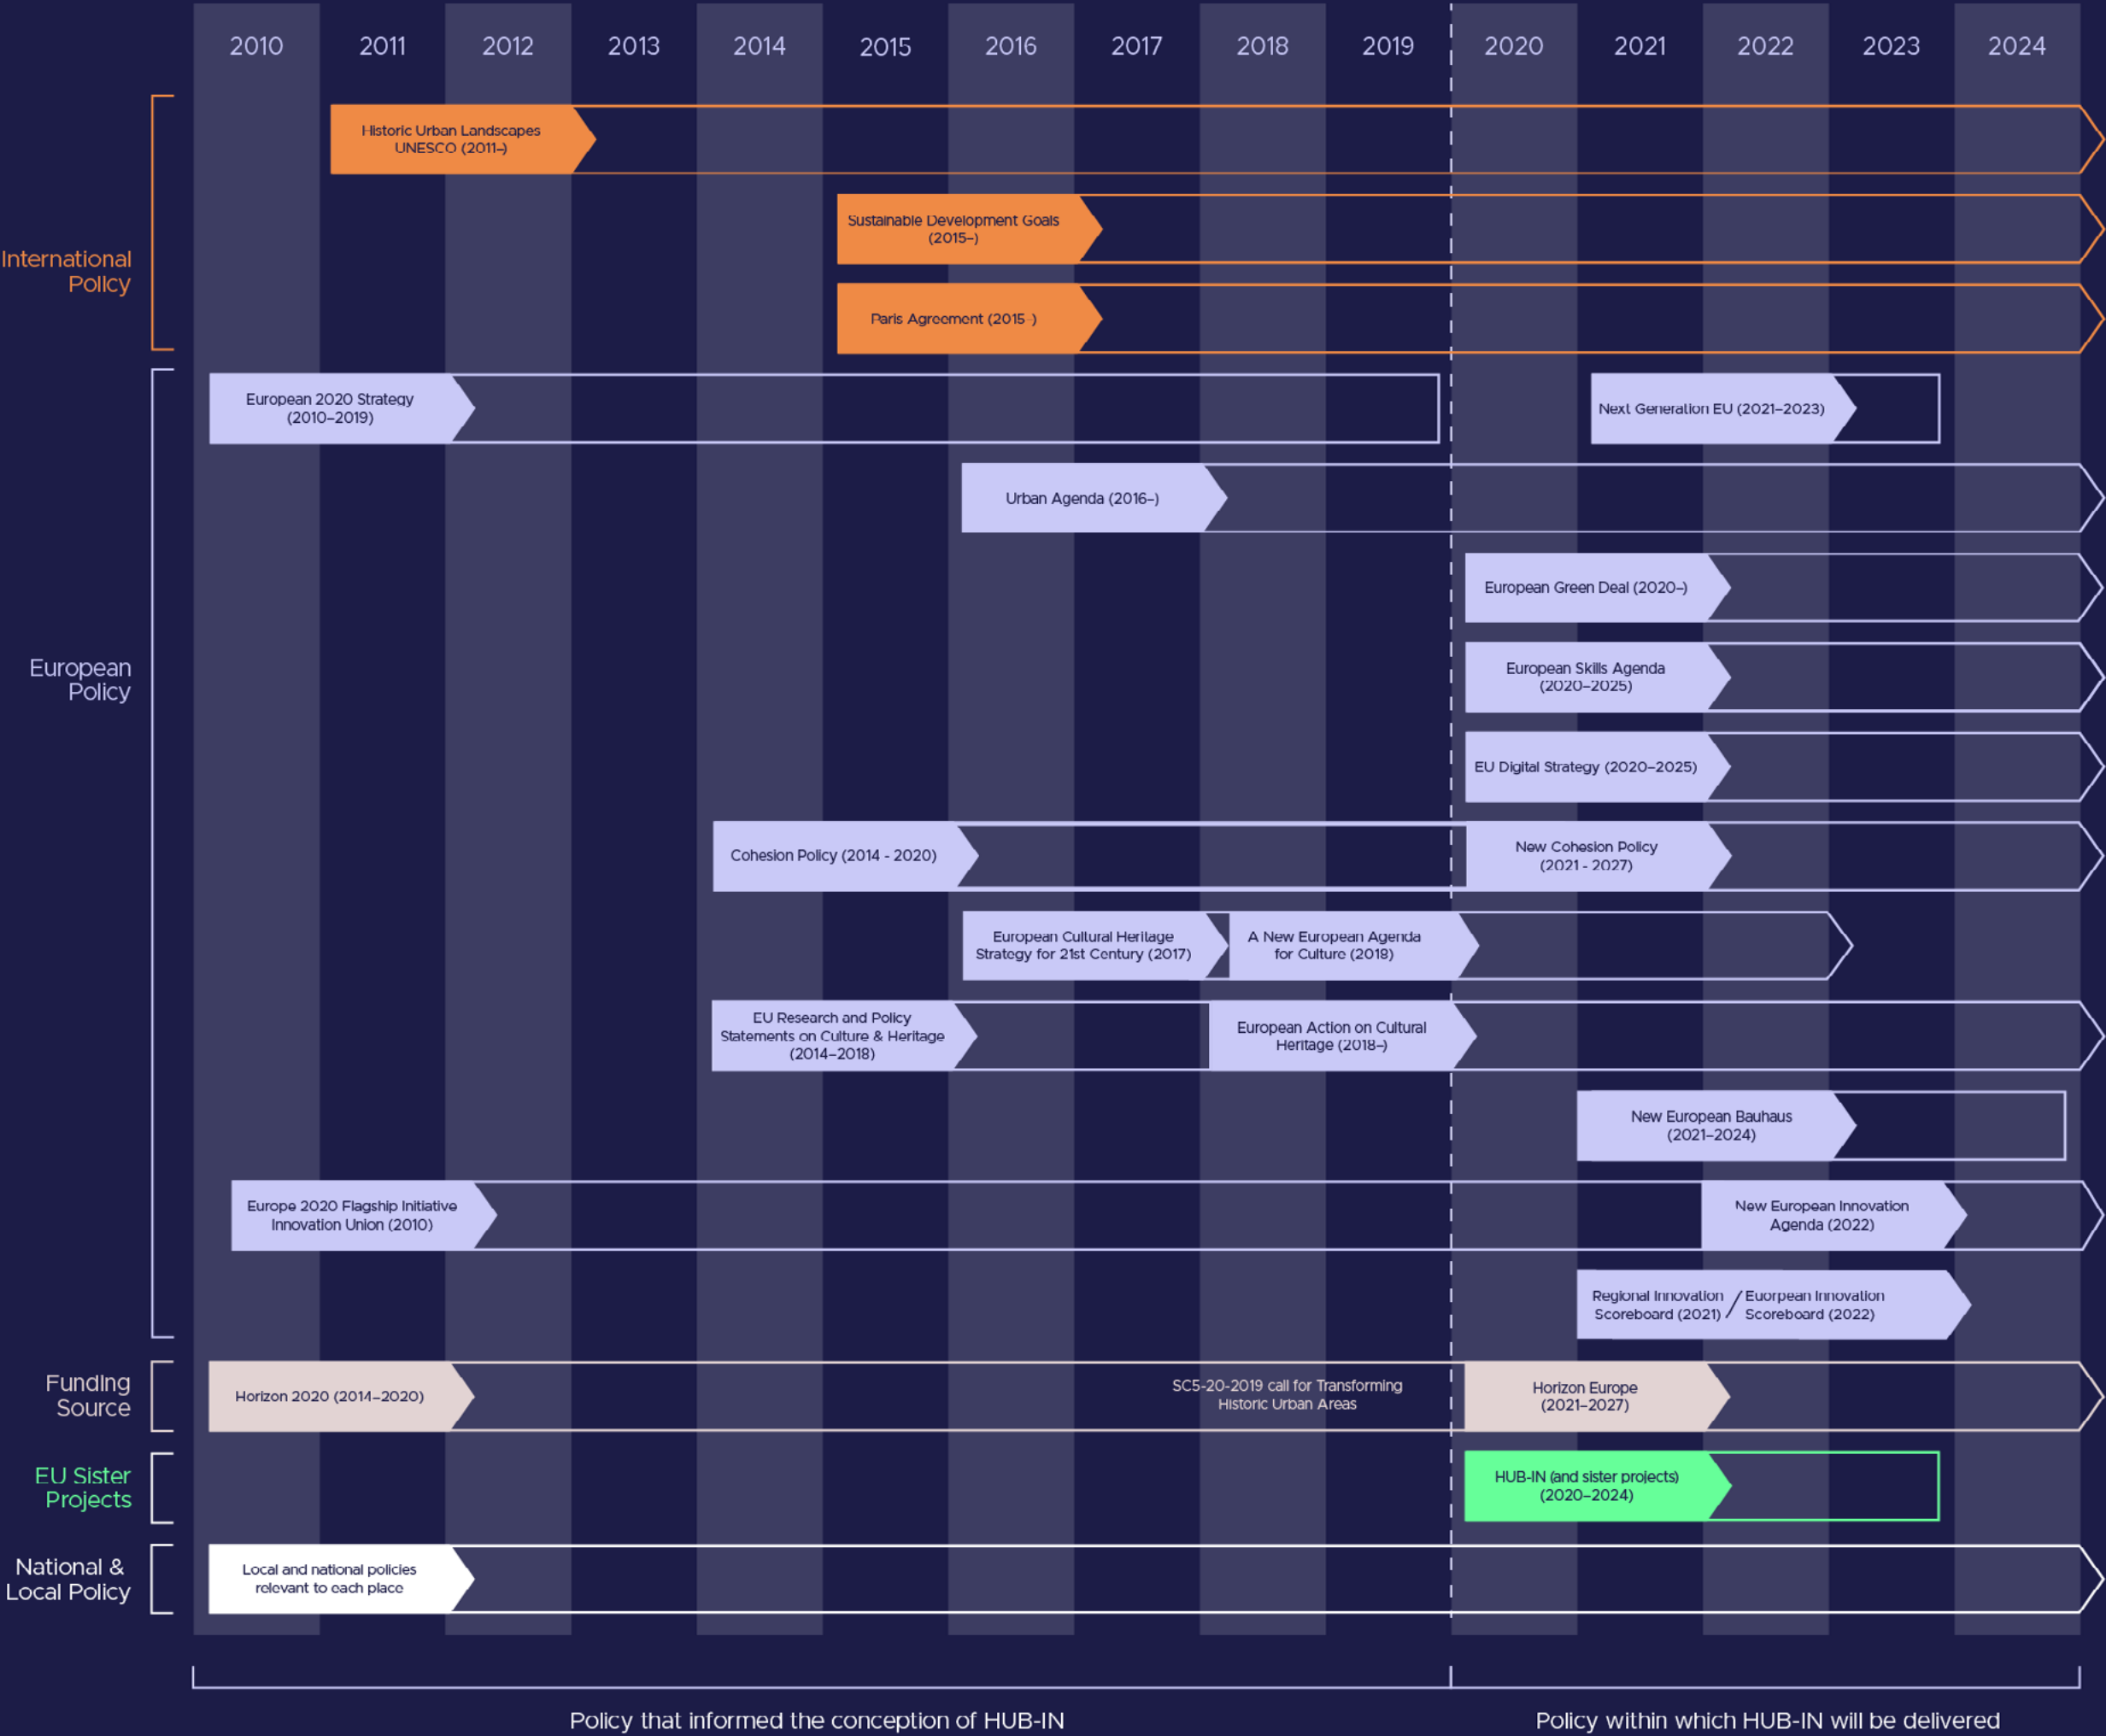 2010 2011 2012 2013 2014 2015 2016 2017 2018 2019 2020 2021 2022 2023 2024
International
Policy
Historic Urban Landscapes
UNESCO (2011-)
Sustainable Development Goals
(2015–)
Paris Agreement (2015-)
European
Policy
European 2020 Strategy
(2010–2019)
Next Generation EU (2021–2023)
Urban Agenda (2016–)
European Green Deal (2020–)
European Skills Agenda
(2020–2025)
EU Digital Strategy (2020–2025)
Cohesion Policy (2014 - 2020)
New Cohesion Policy
(2021 - 2027)
European Cultural Heritage
Strategy for 21st Century (2017)
A New European Agenda
for Culture (2018)
EU Research and Policy
Statements on Culture & Heritage
(2014–2018)
European Action on Cultural
Heritage (2018–)
New European Bauhaus
(2021–2024)
Europe 2020 Flagship Initiative
Innovation Union (2010)
New European Innovation
Agenda (2022)
Regional Innovation
Scoreboard (2021)
/
Euorpean Innovation
Scoreboard (2022)
Funding
Source
Horizon 2020 (2014–2020)
SC5-20-2019 call for Transforming
Historic Urban Areas
Horizon Europe
(2021–2027)
EU Sister
Projects
HUB-IN (and sister projects)
(2020–2024)
National &
Local Policy
Local and national policies
relevant to each place
Policy that informed the conception of HUB-IN
Policy within which HUB-IN will be delivered